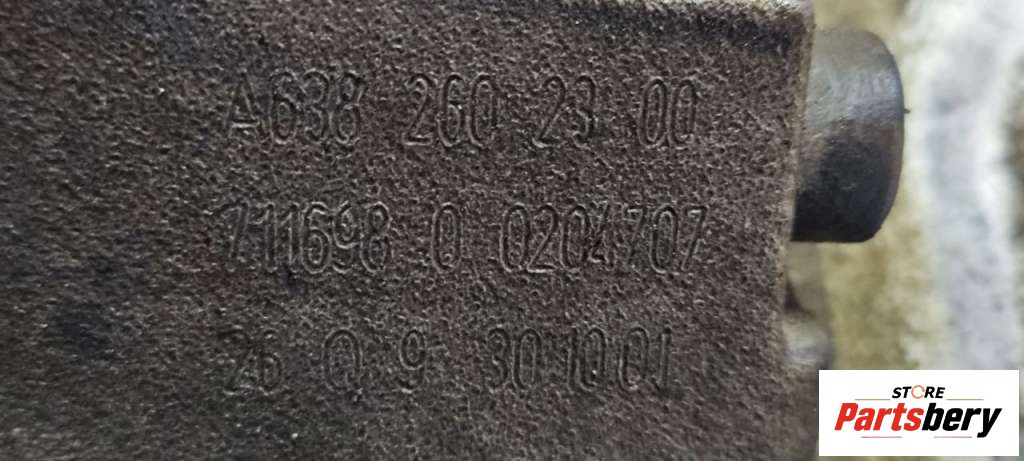 A638 260 23 00
711698 0 0204707
26 Q 9 301001
STORE
Partsbery